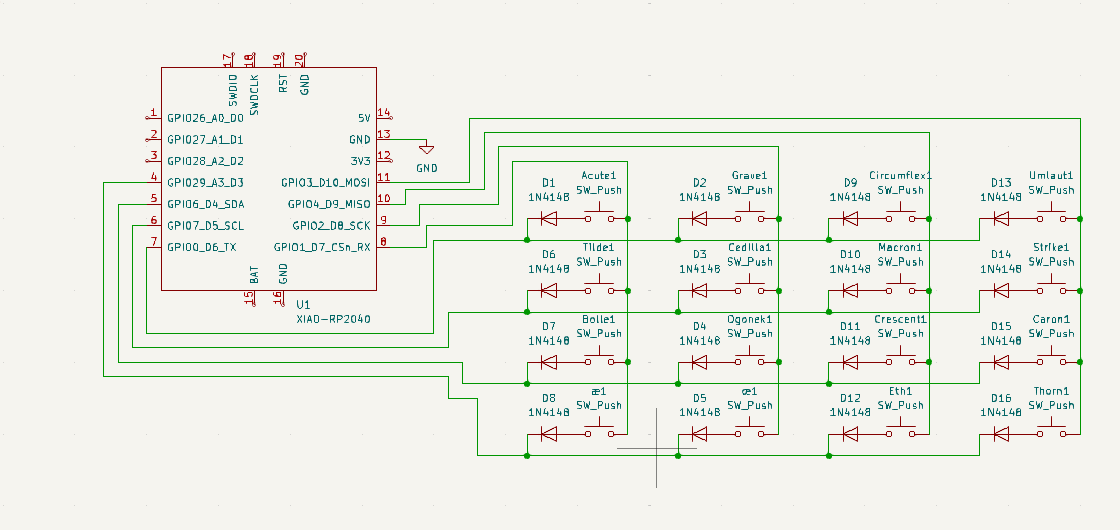 17 18 19 20
SWDIO SWDCLK RST GND
1 GPIO26_A0_D0 5V 14
2 GPIO27_A1_D1 GND 13
3 GPIO28_A2_D2 3V3 12
GND
4 GPIO29_A3_D3 GPIO3_D10_MOSI 11
5 GPIO6_D4_SDA GPIO4_D9_MISO 10
6 GPIO7_D5_SCL GPIO2_D8_SCK 9
7 GPIO0_D6_TX GPIO1_D7_CSn_RX 8
BAT GND
15 16
U1
XIAO-RP2040
D1 Acute1 D2 Grave1 D9 Circumflex1 D13 Umlaut1
1N4148 SW_Push 1N4148 SW_Push 1N4148 SW_Push 1N4148 SW_Push
D6 Tilde1 D3 Cedilla1 D10 Macron1 D14 Strike1
1N4148 SW_Push 1N4148 SW_Push 1N4148 SW_Push 1N4148 SW_Push
D7 Bolle1 D4 Ogonek1 D11 Crescent1 D15 Caron1
1N4148 SW_Push 1N4148 SW_Push 1N4148 SW_Push 1N4148 SW_Push
D8 æ1 D5 œ1 D12 Eth1 D16 Thorn1
1N4148 SW_Push 1N4148 SW_Push 1N4148 SW_Push 1N4148 SW_Push